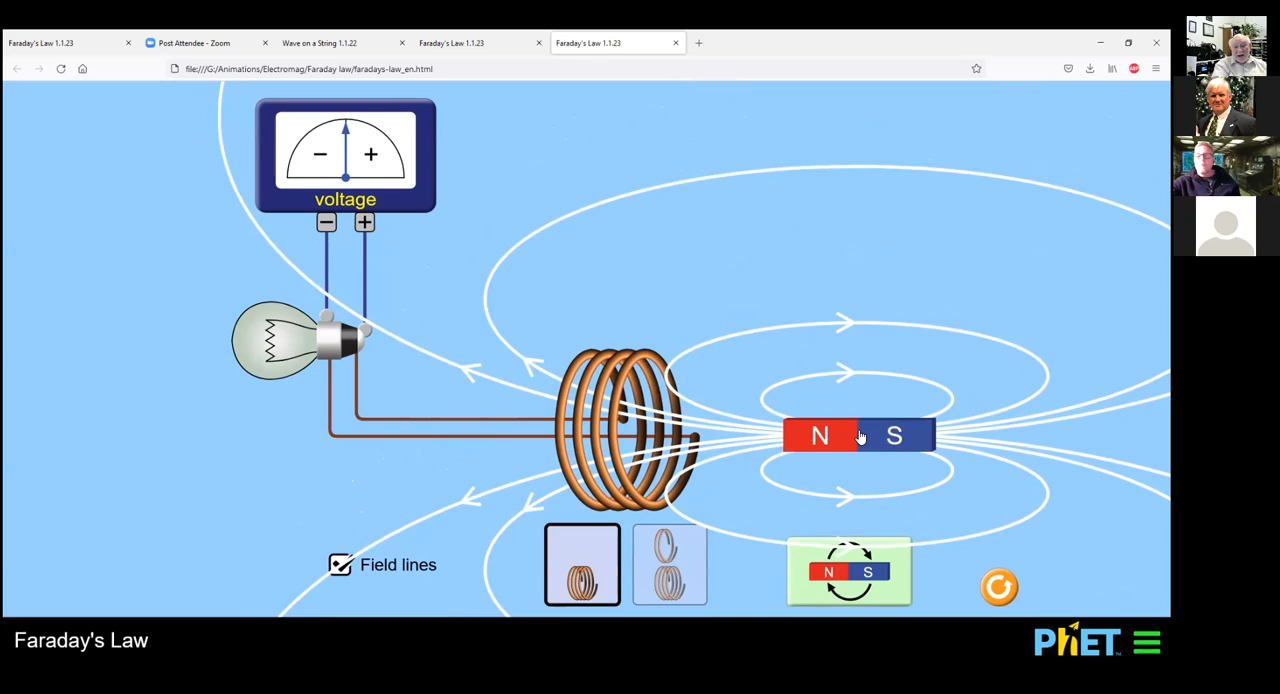 Faraday's Law 1.1.23
Post Attendee - Zoom
Wave on a String 1.1.22
Faraday's Law 1.1.23
Faraday's Law 1.1.23
file:///G:/Animations/Electromag/Faraday law/faradays-law_en.html
ABP
− +
voltage
− +
N S
Field lines
N S
Faraday's Law
PhET